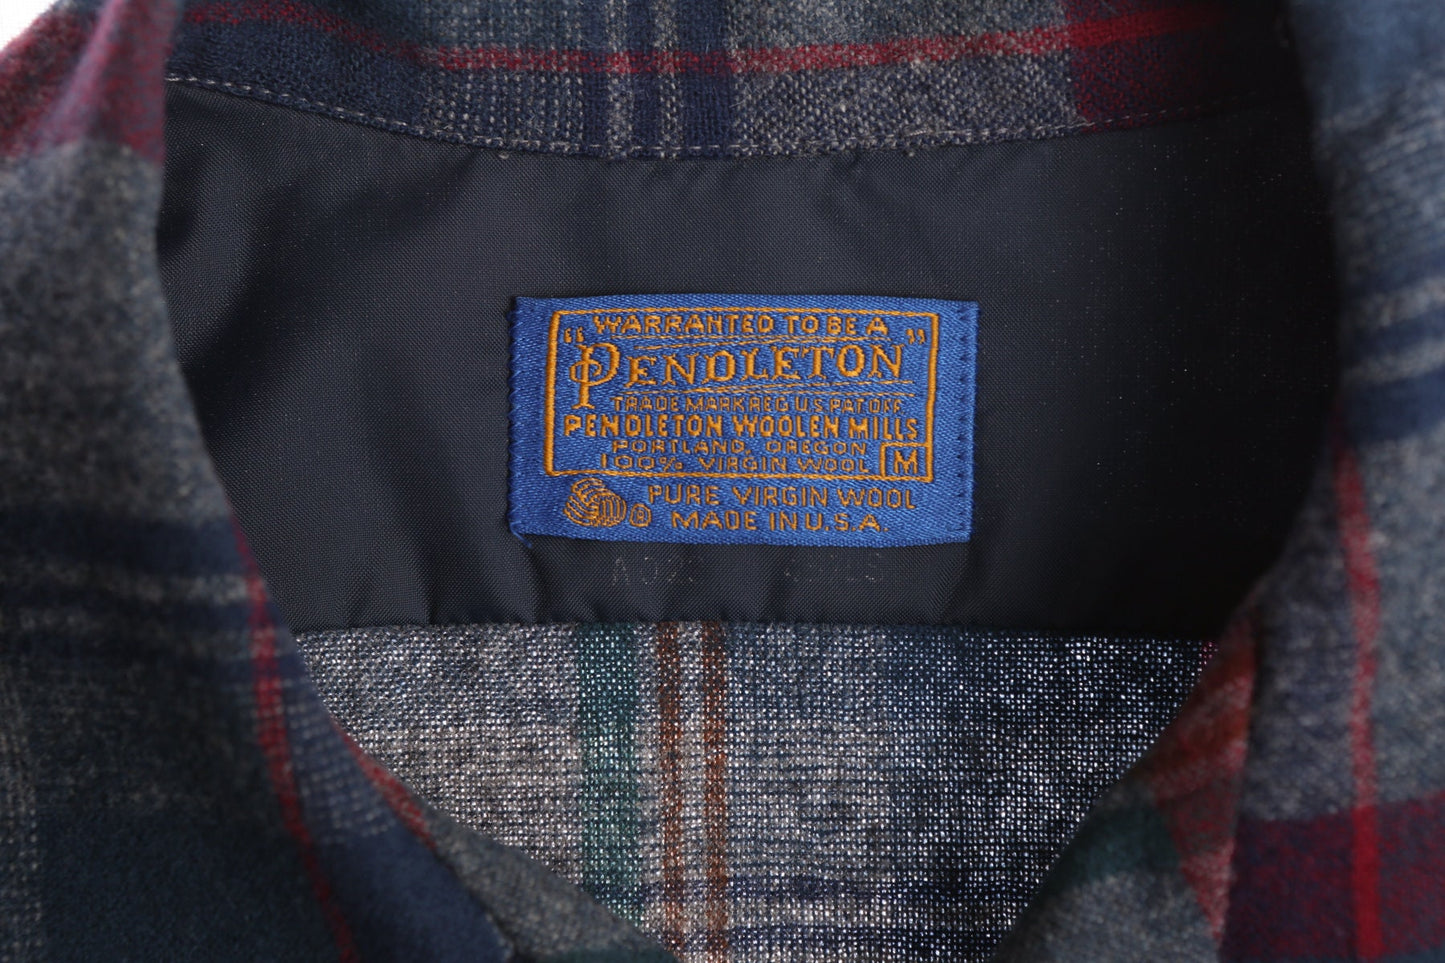 WARRANTED TO BE A
"PENDLETON"
TRADE MARK REG U.S. PAT OFF
PENDLETON WOOLEN MILLS
PORTLAND, OREGON
100% VIRGIN WOOL M
PURE VIRGIN WOOL
® MADE IN U.S.A.